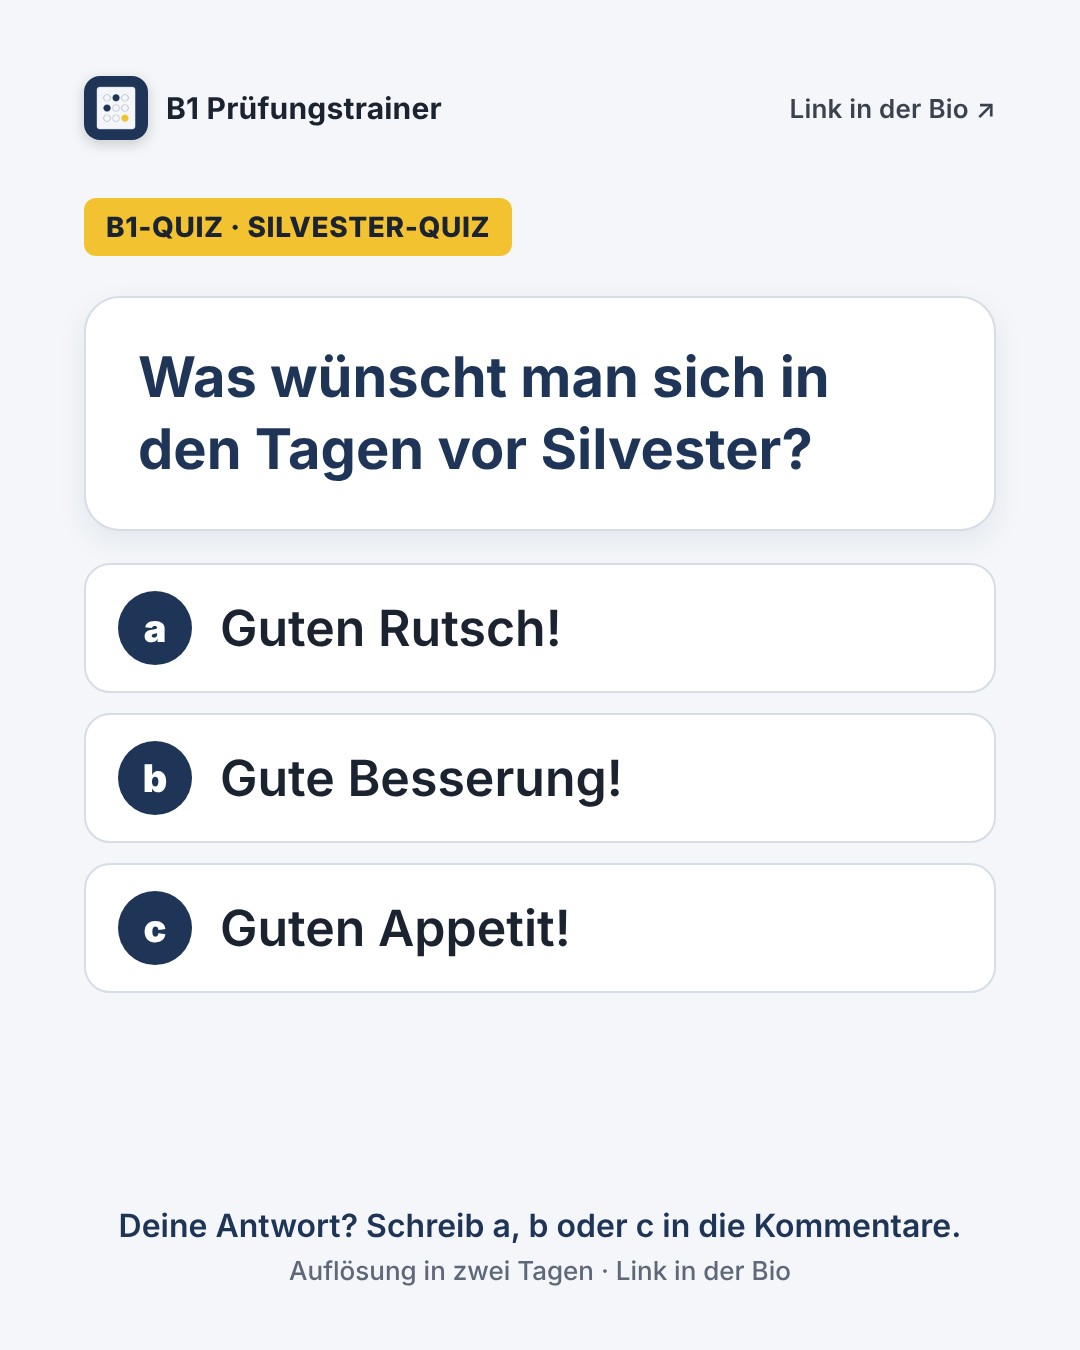 B1 Prüfungstrainer
Link in der Bio ↗
B1-QUIZ · SILVESTER-QUIZ
Was wünscht man sich in
den Tagen vor Silvester?
a Guten Rutsch!
b Gute Besserung!
c Guten Appetit!
Deine Antwort? Schreib a, b oder c in die Kommentare.
Auflösung in zwei Tagen · Link in der Bio